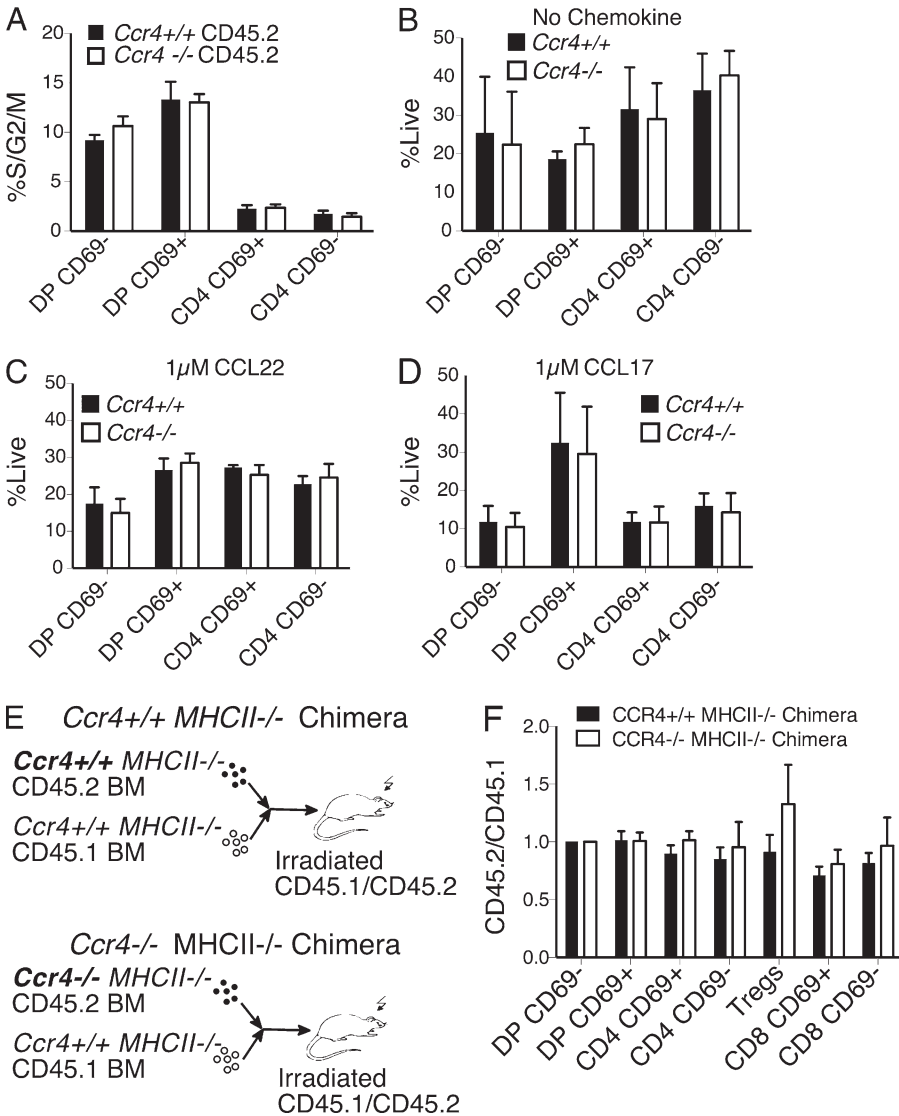 A
Ccr4+/+ CD45.2
Ccr4 -/- CD45.2
%S/G2/M
20
15
10
5
0
DP CD69-
DP CD69+
CD4 CD69+
CD4 CD69-
B
No Chemokine
Ccr4+/+
Ccr4-/-
%Live
50
40
30
20
10
0
DP CD69-
DP CD69+
CD4 CD69+
CD4 CD69-
C
1µM CCL22
Ccr4+/+
Ccr4-/-
%Live
50
40
30
20
10
0
DP CD69-
DP CD69+
CD4 CD69+
CD4 CD69-
D
1µM CCL17
Ccr4+/+
Ccr4-/-
%Live
50
40
30
20
10
0
DP CD69-
DP CD69+
CD4 CD69+
CD4 CD69-
E
Ccr4+/+ MHCII-/- Chimera
Ccr4+/+ MHCII-/-
CD45.2 BM
Ccr4+/+ MHCII-/-
CD45.1 BM
Irradiated
CD45.1/CD45.2
Ccr4-/- MHCII-/- Chimera
Ccr4-/- MHCII-/-
CD45.2 BM
Ccr4+/+ MHCII-/-
CD45.1 BM
Irradiated
CD45.1/CD45.2
F
CCR4+/+ MHCII-/- Chimera
CCR4-/- MHCII-/- Chimera
CD45.2/CD45.1
2.0
1.5
1.0
0.5
0.0
DP CD69-
DP CD69+
CD4 CD69+
CD4 CD69-
Tregs
CD8 CD69+
CD8 CD69-